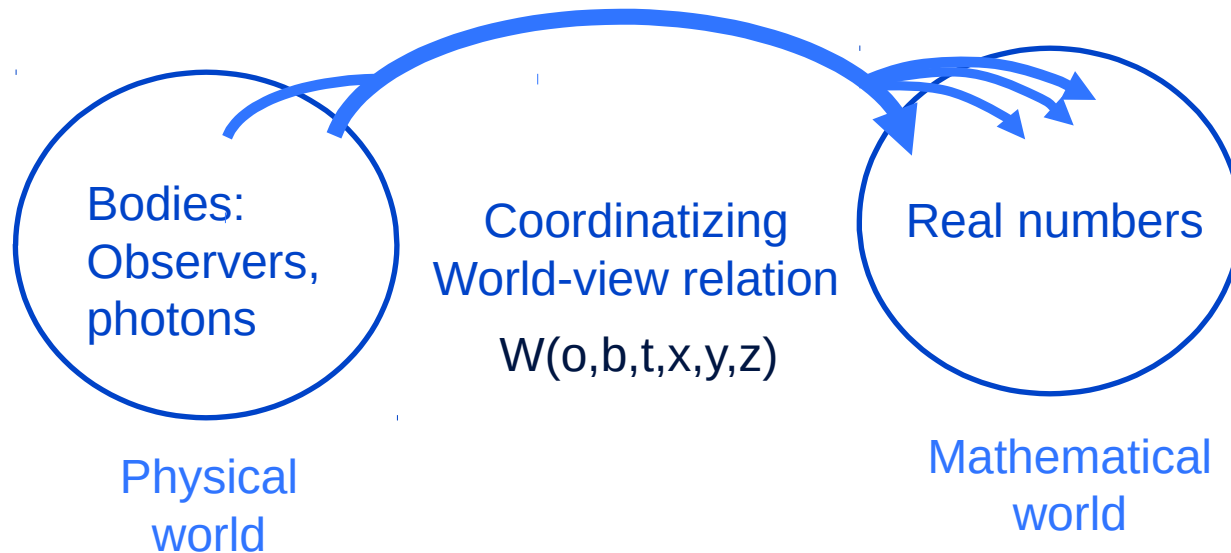 Bodies:
Observers,
photons
Coordinatizing
World-view relation
W(o,b,t,x,y,z)
Real numbers
Physical
world
Mathematical
world